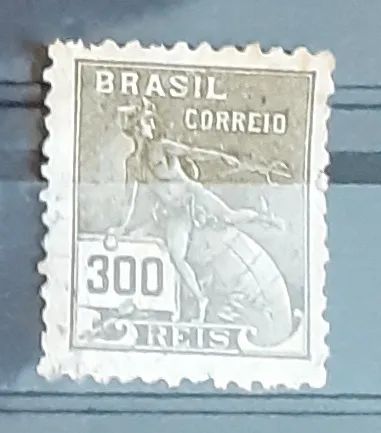 BRASIL
CORREIO
300
REIS